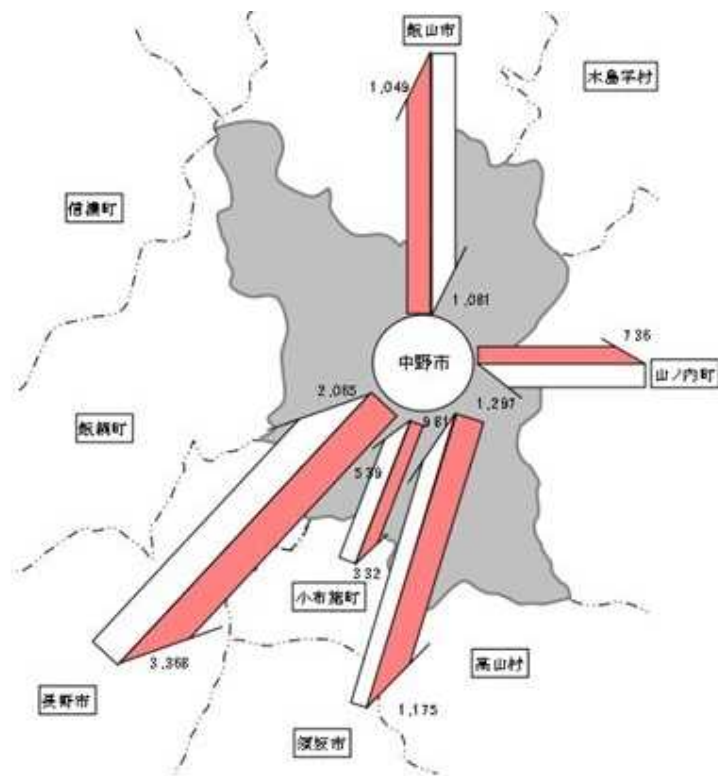 飯山市
木島平村
1,049
信濃町
1,081
736
中野市
山ノ内町
2,065
1,297
981
飯綱町
539
332
小布施町
3,368
高山村
長野市
1,175
須坂市